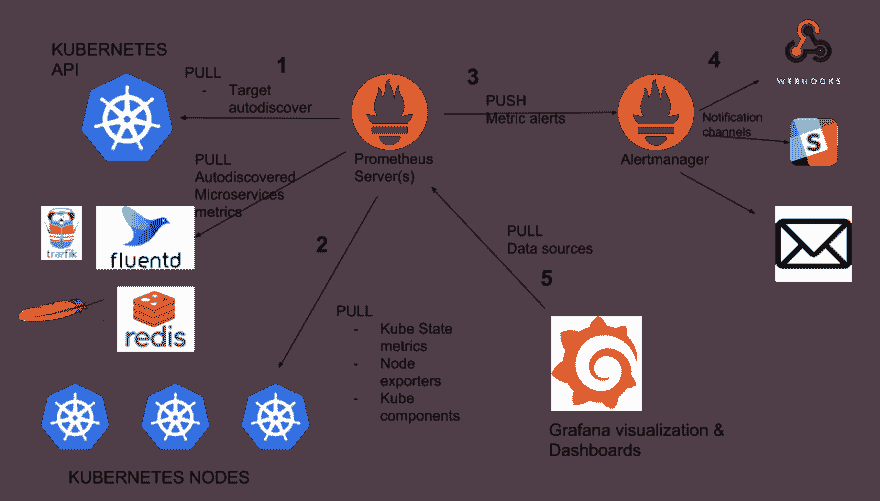 KUBERNETES
API
PULL
1
- Target
autodiscover
3
PUSH
Metric alerts
4
WEBHOOKS
Notification
channels
S
Prometheus
Server(s)
Alertmanager
PULL
Autodiscovered
Microservices
metrics
træfik
fluentd
2
PULL
Data sources
5
redis
PULL
- Kube State
metrics
- Node
exporters
- Kube
components
Grafana visualization &
Dashboards
KUBERNETES NODES